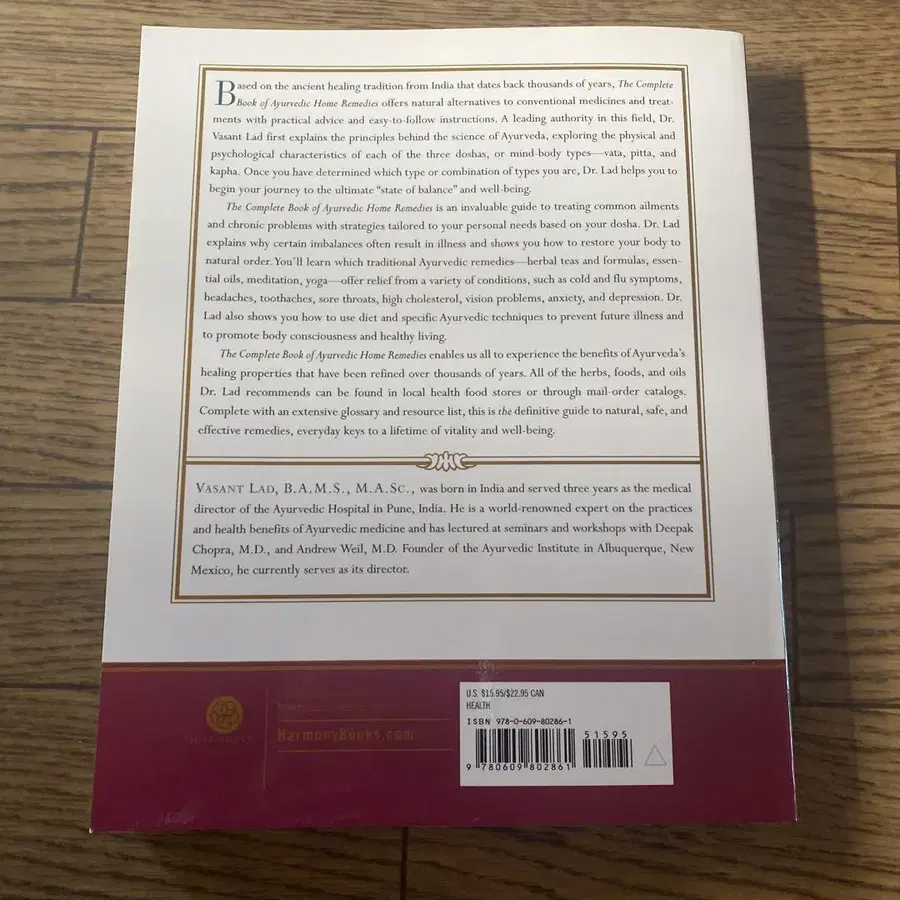 Based on the ancient healing tradition from India that dates back thousands of years, The Complete
Book of Ayurvedic Home Remedies offers natural alternatives to conventional medicines and treat-
ments with practical advice and easy-to-follow instructions. A leading authority in this field, Dr.
Vasant Lad first explains the principles behind the science of Ayurveda, exploring the physical and
psychological characteristics of each of the three doshas, or mind-body types—vata, pitta, and
kapha. Once you have determined which type or combination of types you are, Dr. Lad helps you to
begin your journey to the ultimate “state of balance” and well-being.
The Complete Book of Ayurvedic Home Remedies is an invaluable guide to treating common ailments
and chronic problems with strategies tailored to your personal needs based on your dosha. Dr. Lad
explains why certain imbalances often result in illness and shows you how to restore your body to
natural order. You'll learn which traditional Ayurvedic remedies—herbal teas and formulas, essen-
tial oils, meditation, yoga—offer relief from a variety of conditions, such as cold and flu symptoms,
headaches, toothaches, sore throats, high cholesterol, vision problems, anxiety, and depression. Dr.
Lad also shows you how to use diet and specific Ayurvedic techniques to prevent future illness and
to promote body consciousness and healthy living.
The Complete Book of Ayurvedic Home Remedies enables us all to experience the benefits of Ayurveda's
healing properties that have been refined over thousands of years. All of the herbs, foods, and oils
Dr. Lad recommends can be found in local health food stores or through mail-order catalogs.
Complete with an extensive glossary and resource list, this is the definitive guide to natural, safe, and
effective remedies, everyday keys to a lifetime of vitality and well-being.
VASANT LAD, B.A.M.S., M.A.SC., was born in India and served three years as the medical
director of the Ayurvedic Hospital in Pune, India. He is a world-renowned expert on the practices
and health benefits of Ayurvedic medicine and has lectured at seminars and workshops with Deepak
Chopra, M.D., and Andrew Weil, M.D. Founder of the Ayurvedic Institute in Albuquerque, New
Mexico, he currently serves as its director.
HarmonyBooks.com
U.S. $15.95/$22.95 CAN
HEALTH
ISBN 978-0-609-80286-1
51595
9 780609 802861